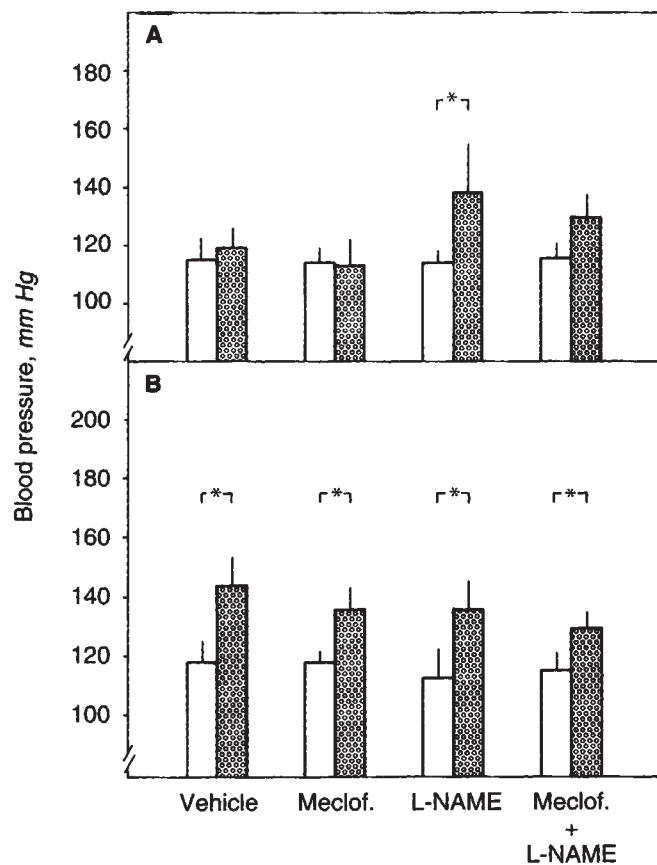 A
180
160
* 
140
120
100
Blood pressure, mm Hg
B
200
180
* * * *
160
140
120
100
Vehicle Meclof. L-NAME Meclof.
+
L-NAME